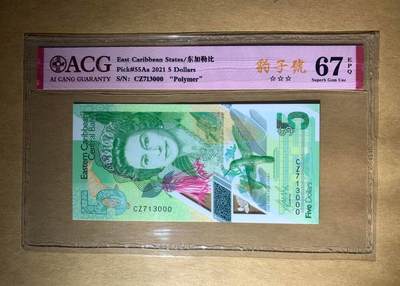 ACG
AI CANG GUARANTY
East Caribbean States/东加勒比
Pick#55Aa 2021 5 Dollars
S/N: CZ713000 "Polymer"
豹子號
☆☆☆
67 EPQ
Superb Gem Unc
Eastern Caribbean
Central Bank
CZ713000
5
CZ713000
Five Dollars